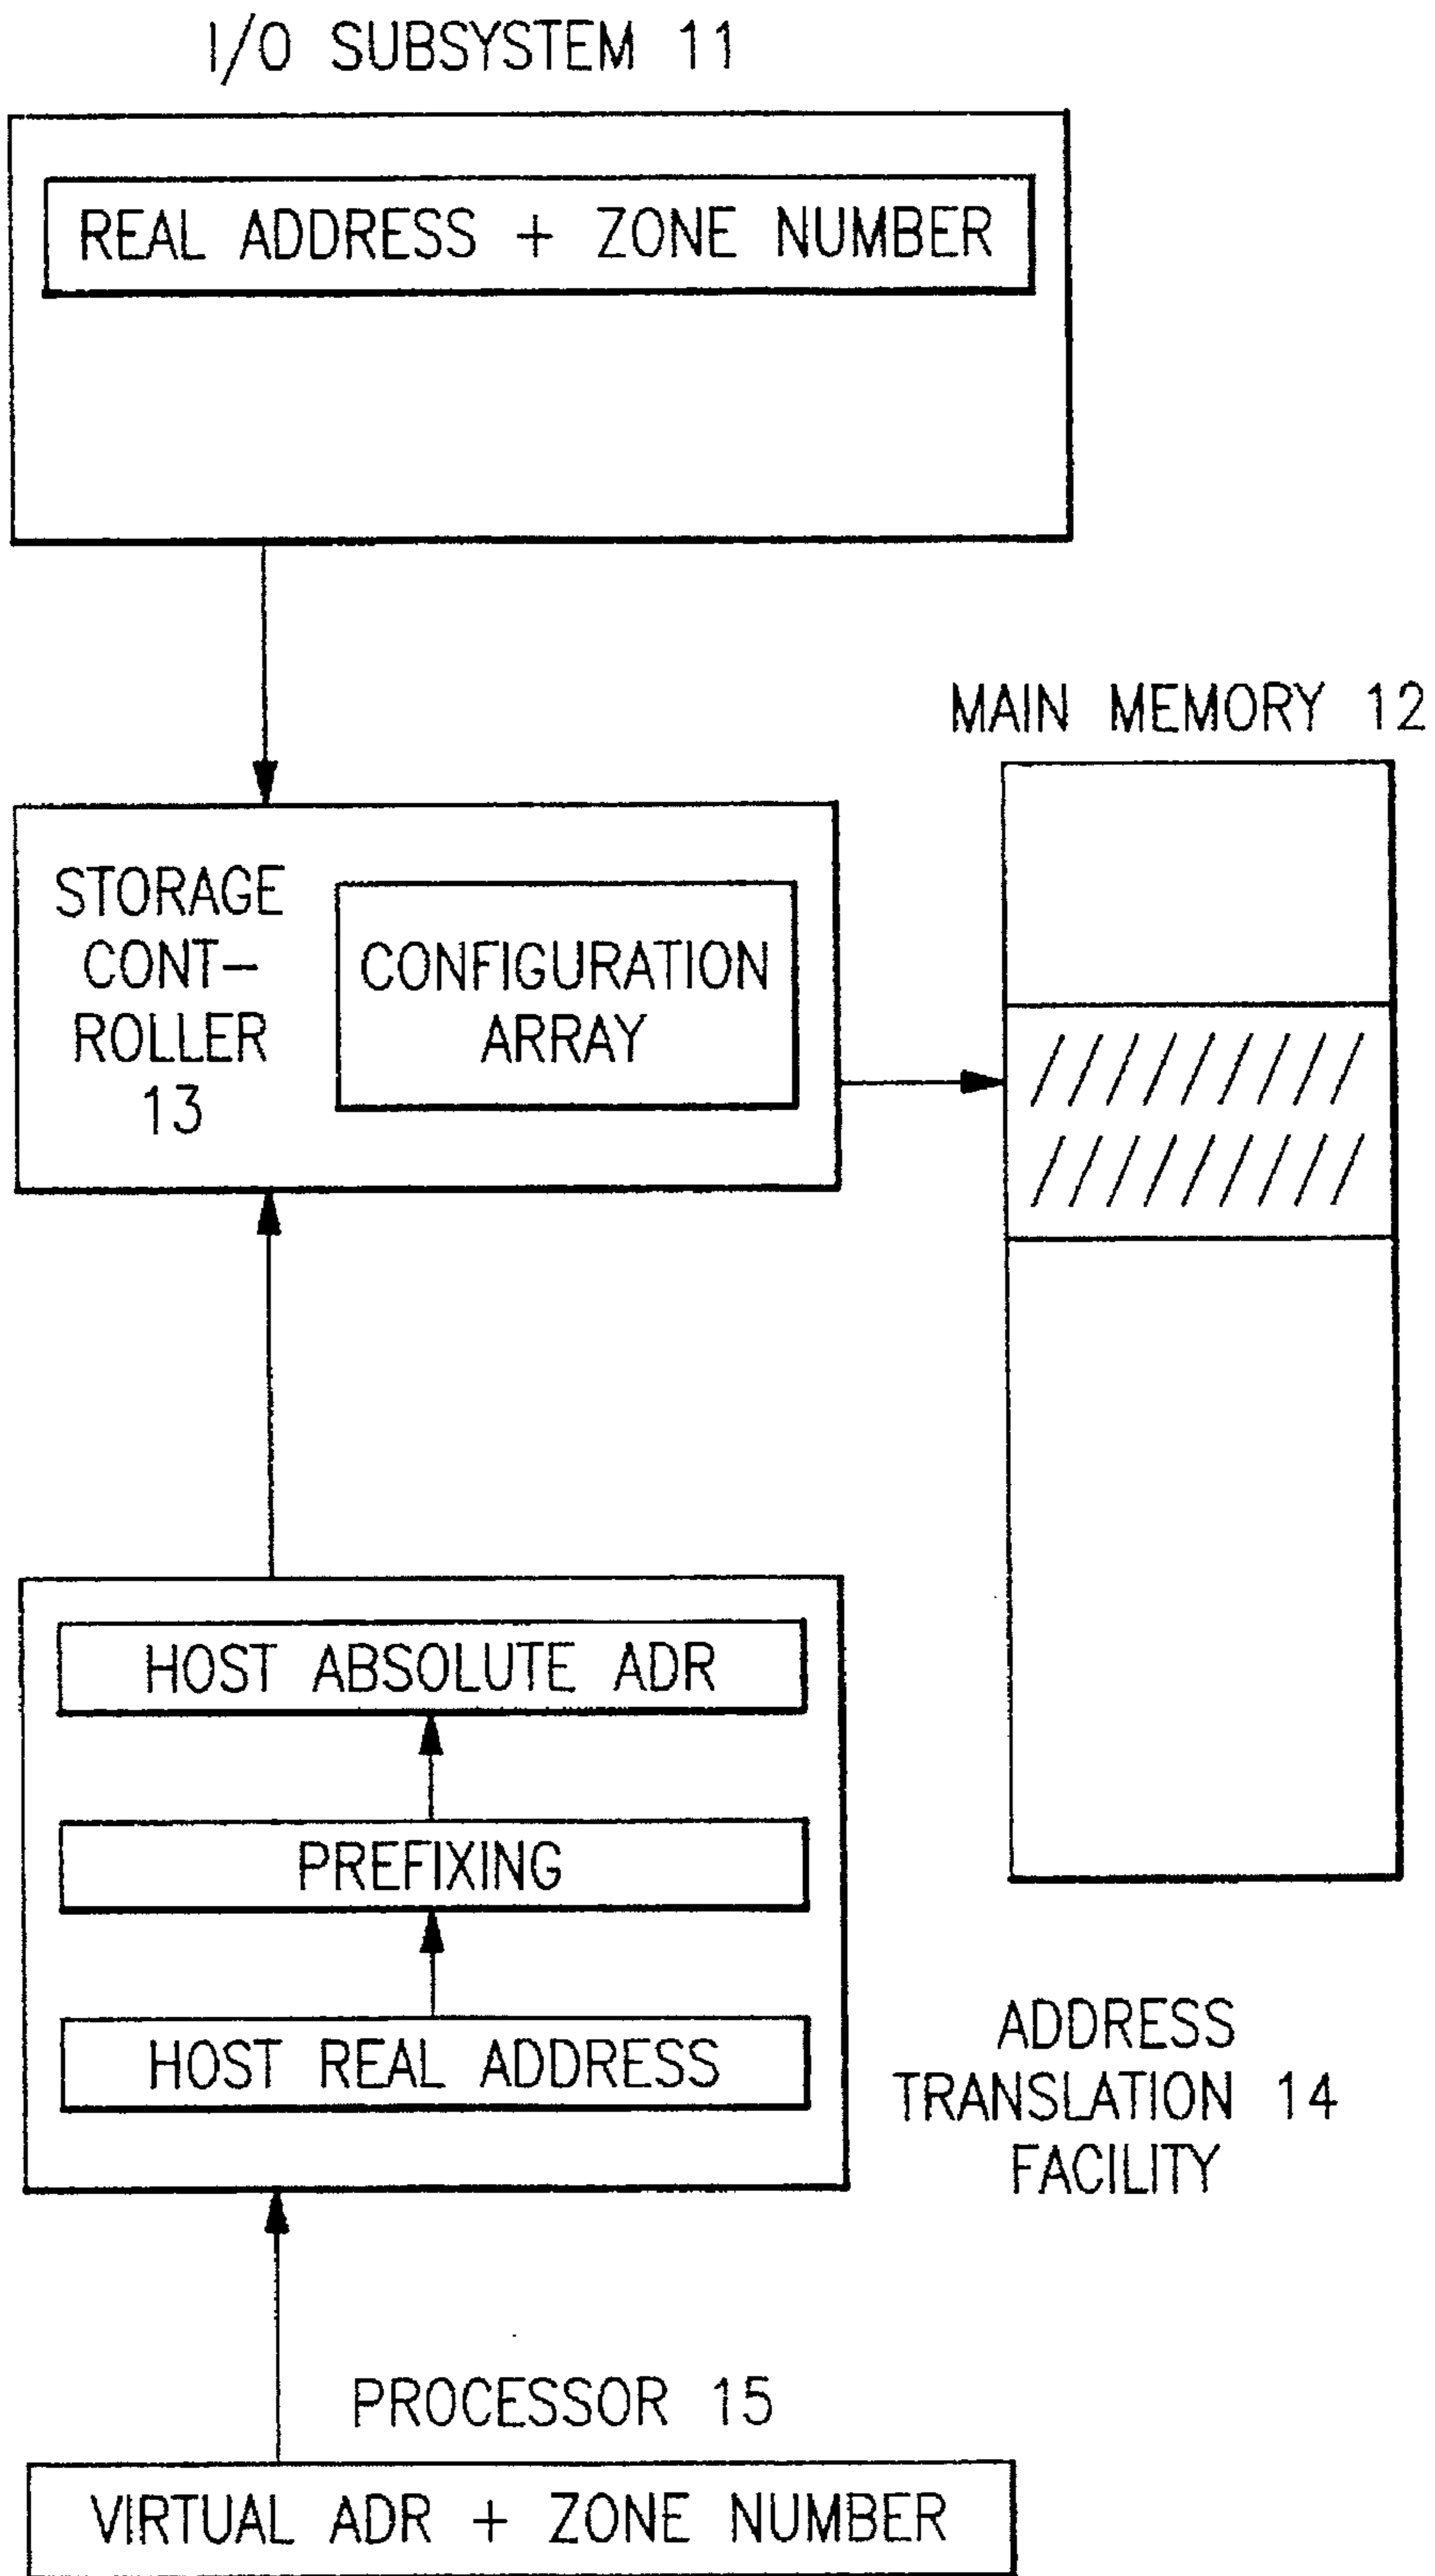 I/O SUBSYSTEM 11
REAL ADDRESS + ZONE NUMBER
MAIN MEMORY 12
STORAGE
CONT-
ROLLER
13
CONFIGURATION
ARRAY
HOST ABSOLUTE ADR
PREFIXING
HOST REAL ADDRESS
ADDRESS
TRANSLATION 14
FACILITY
PROCESSOR 15
VIRTUAL ADR + ZONE NUMBER